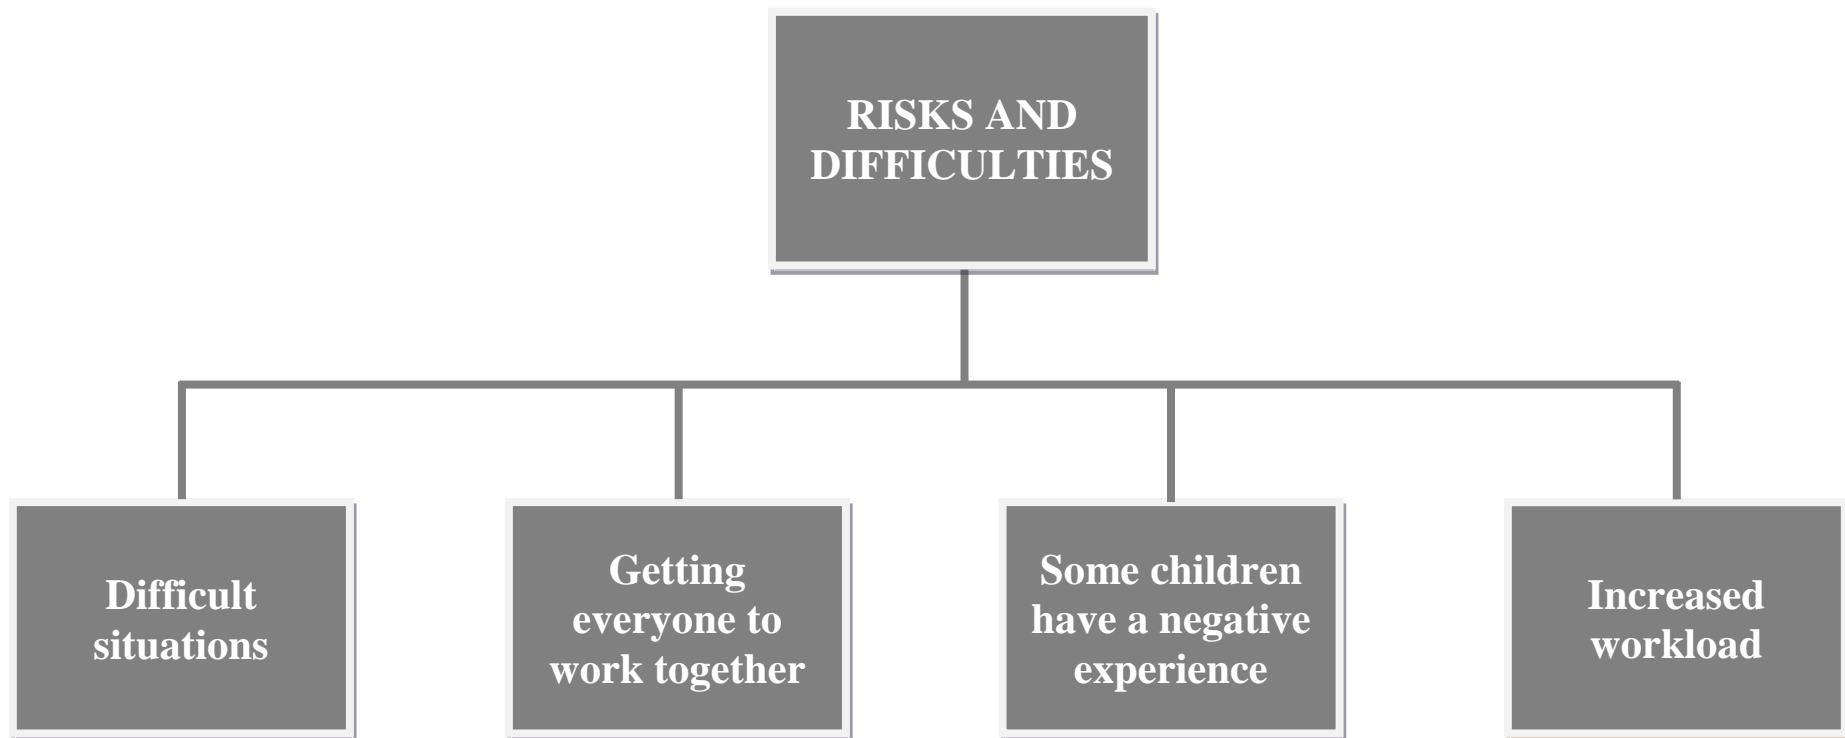 RISKS AND
DIFFICULTIES
Difficult
situations
Getting
everyone to
work together
Some children
have a negative
experience
Increased
workload